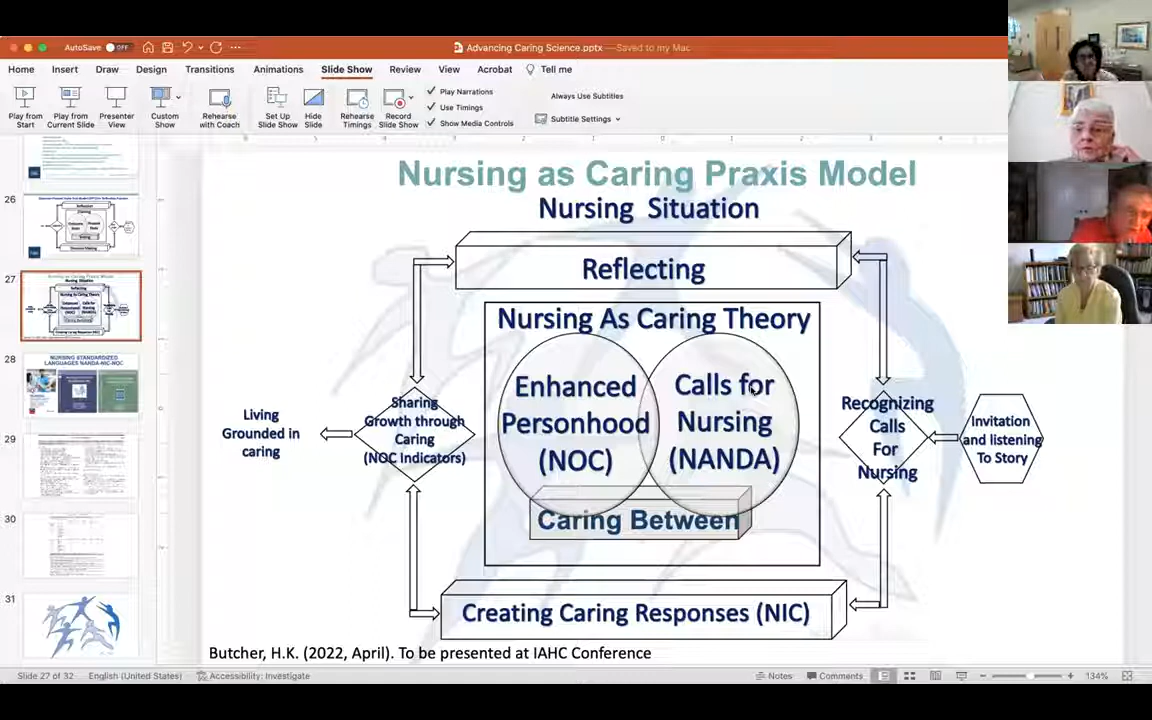 AutoSave OFF
Advancing Caring Science.pptx — Saved to my Mac
Home Insert Draw Design Transitions Animations Slide Show Review View Acrobat Tell me
Play from Start
Play from Current Slide
Presenter View
Custom Show
Rehearse with Coach
Set Up Slide Show
Hide Slide
Rehearse Timings
Record Slide Show
Play Narrations
Use Timings
Show Media Controls
Always Use Subtitles
Subtitle Settings
26
27
28
NURSING STANDARDIZED
LANGUAGES NANDA-NIC-NOC
29
30
31
Nursing as Caring Praxis Model
Nursing Situation
Reflecting
Nursing As Caring Theory
Enhanced
Personhood
(NOC)
Calls for
Nursing
(NANDA)
Caring Between
Living
Grounded in
caring
Sharing
Growth through
Caring
(NOC Indicators)
Recognizing
Calls
For
Nursing
Invitation
and listening
To Story
Creating Caring Responses (NIC)
Butcher, H.K. (2022, April). To be presented at IAHC Conference
Slide 27 of 32 English (United States) Accessibility: Investigate Notes Comments 134%